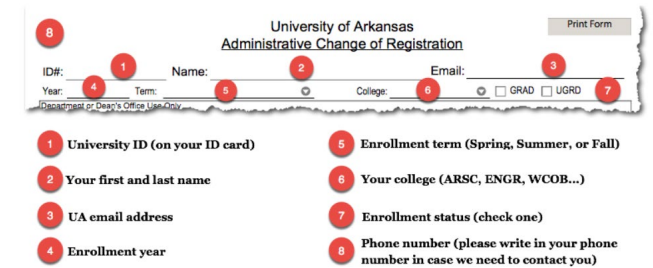 8
University of Arkansas
Print Form
Administrative Change of Registration
1
2
3
ID#:
Name:
Email:
4
5
6
7
Year:
Term:
College:
GRAD
UGRD
Department or Dean's Office Use Only
1 University ID (on your ID card)
2 Your first and last name
3 UA email address
4 Enrollment year
5 Enrollment term (Spring, Summer, or Fall)
6 Your college (ARSC, ENGR, WCOB...)
7 Enrollment status (check one)
8 Phone number (please write in your phone
number in case we need to contact you)